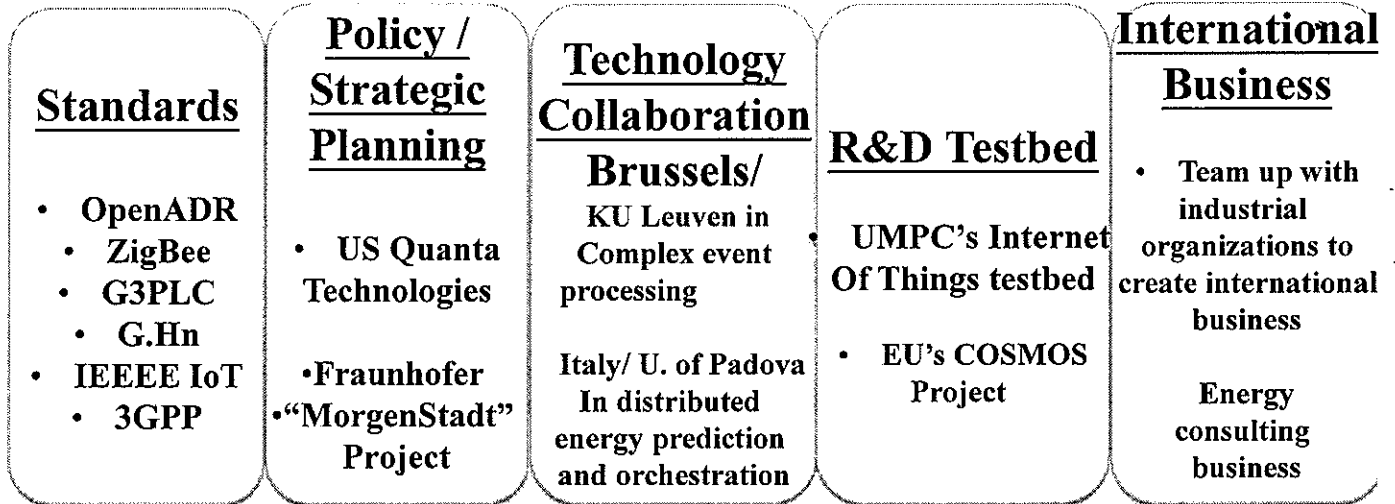 Standards
• OpenADR
• ZigBee
• G3PLC
• G.Hn
• IEEEE IoT
• 3GPP
Policy /
Strategic
Planning
• US Quanta
Technologies
•Fraunhofer
•“MorgenStadt”
Project
Technology
Collaboration
Brussels/
KU Leuven in
Complex event
processing
Italy/ U. of Padova
In distributed
energy prediction
and orchestration
R&D Testbed
• UMPC’s Internet
Of Things testbed
• EU’s COSMOS
Project
International
Business
• Team up with
industrial
organizations to
create international
business
Energy
consulting
business